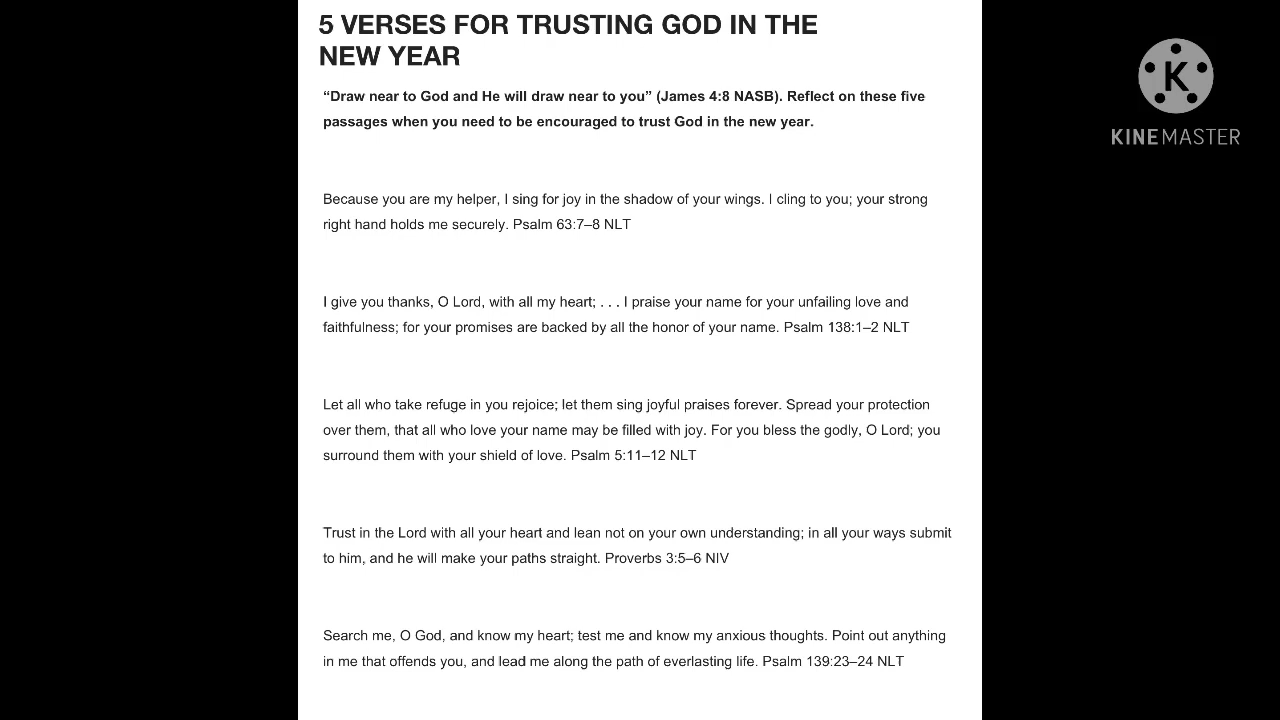 5 VERSES FOR TRUSTING GOD IN THE
NEW YEAR
“Draw near to God and He will draw near to you” (James 4:8 NASB). Reflect on these five
passages when you need to be encouraged to trust God in the new year.
Because you are my helper, I sing for joy in the shadow of your wings. I cling to you; your strong
right hand holds me securely. Psalm 63:7–8 NLT
I give you thanks, O Lord, with all my heart; . . . I praise your name for your unfailing love and
faithfulness; for your promises are backed by all the honor of your name. Psalm 138:1–2 NLT
Let all who take refuge in you rejoice; let them sing joyful praises forever. Spread your protection
over them, that all who love your name may be filled with joy. For you bless the godly, O Lord; you
surround them with your shield of love. Psalm 5:11–12 NLT
Trust in the Lord with all your heart and lean not on your own understanding; in all your ways submit
to him, and he will make your paths straight. Proverbs 3:5–6 NIV
Search me, O God, and know my heart; test me and know my anxious thoughts. Point out anything
in me that offends you, and lead me along the path of everlasting life. Psalm 139:23–24 NLT
K
KINEMASTER